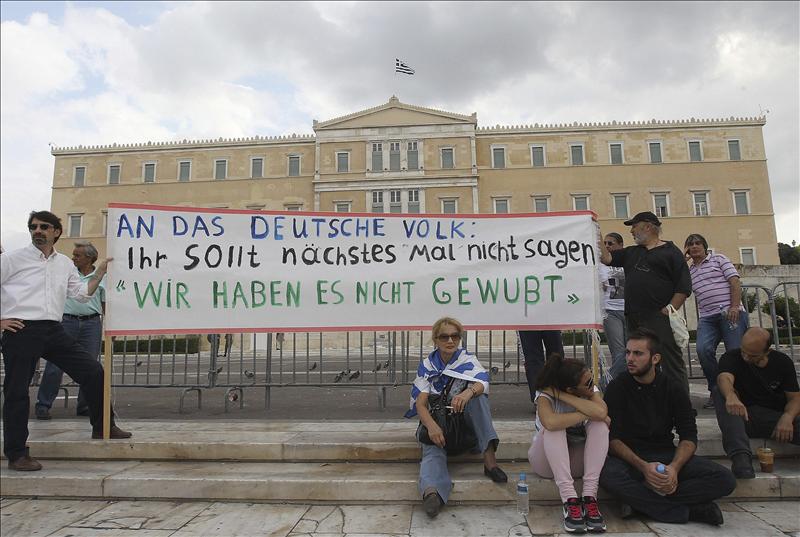 AN DAS DEUTSCHE VOLK:
Ihr sollt nächstes Mal nicht sagen
“WIR HABEN ES NICHT GEWUßT”